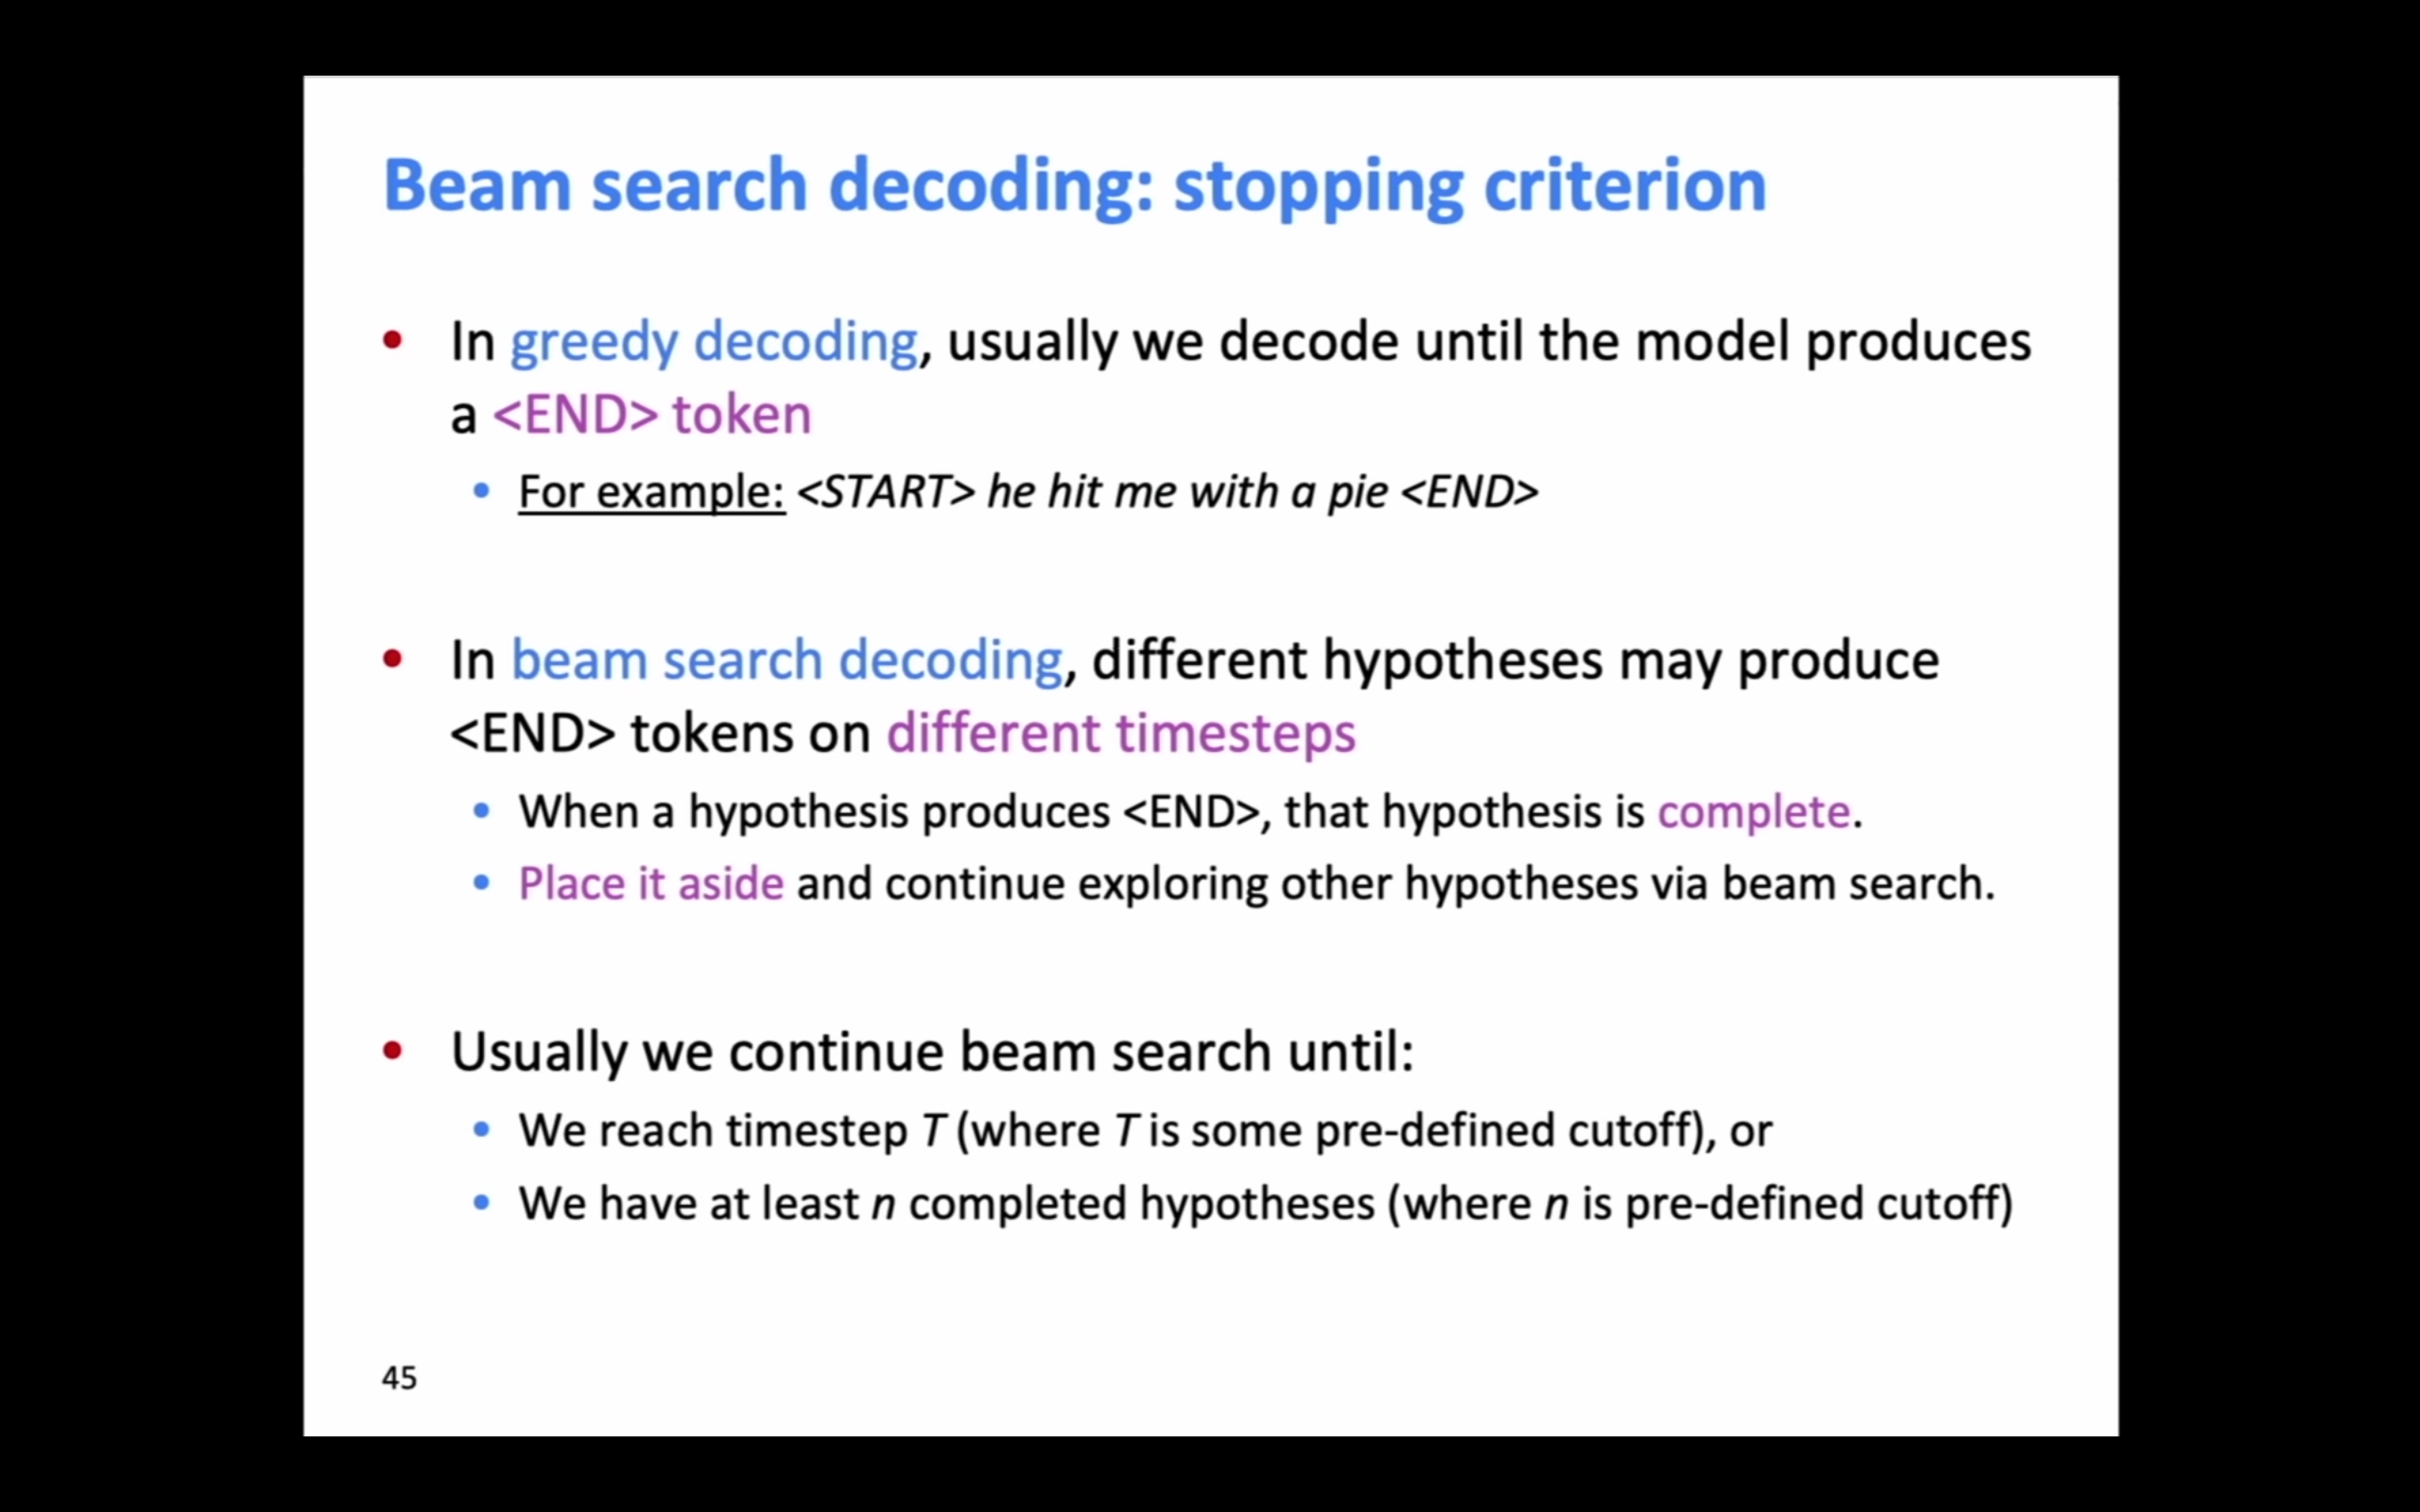 Beam search decoding: stopping criterion
• In greedy decoding, usually we decode until the model produces
a <END> token
• For example: <START> he hit me with a pie <END>
• In beam search decoding, different hypotheses may produce
<END> tokens on different timesteps
• When a hypothesis produces <END>, that hypothesis is complete.
• Place it aside and continue exploring other hypotheses via beam search.
• Usually we continue beam search until:
• We reach timestep T (where T is some pre-defined cutoff), or
• We have at least n completed hypotheses (where n is pre-defined cutoff)
45